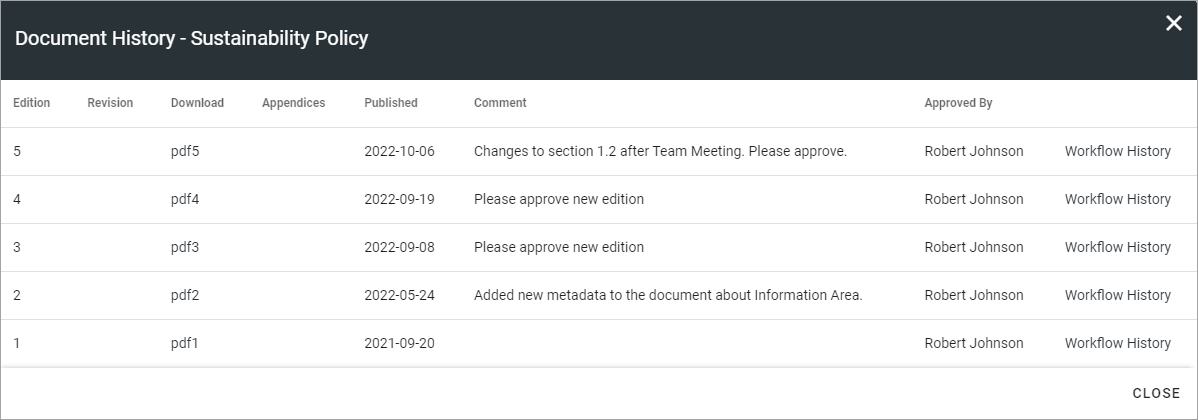 Document History - Sustainability Policy
Edition Revision Download Appendices Published Comment Approved By
5 pdf5 2022-10-06 Changes to section 1.2 after Team Meeting. Please approve. Robert Johnson Workflow History
4 pdf4 2022-09-19 Please approve new edition Robert Johnson Workflow History
3 pdf3 2022-09-08 Please approve new edition Robert Johnson Workflow History
2 pdf2 2022-05-24 Added new metadata to the document about Information Area. Robert Johnson Workflow History
1 pdf1 2021-09-20 Robert Johnson Workflow History
CLOSE